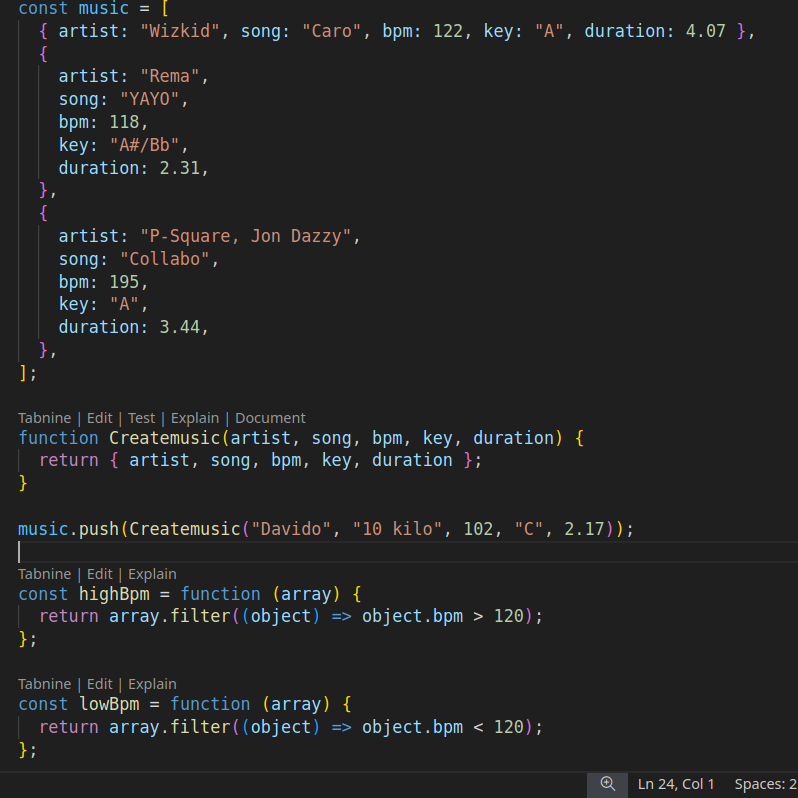 const music = [
{ artist: "Wizkid", song: "Caro", bpm: 122, key: "A", duration: 4.07 },
{
artist: "Rema",
song: "YAYO",
bpm: 118,
key: "A#/Bb",
duration: 2.31,
},
{
artist: "P-Square, Jon Dazzy",
song: "Collabo",
bpm: 195,
key: "A",
duration: 3.44,
},
];
Tabnine | Edit | Test | Explain | Document
function Createmusic(artist, song, bpm, key, duration) {
return { artist, song, bpm, key, duration };
}
music.push(Createmusic("Davido", "10 kilo", 102, "C", 2.17));
Tabnine | Edit | Explain
const highBpm = function (array) {
return array.filter((object) => object.bpm > 120);
};
Tabnine | Edit | Explain
const lowBpm = function (array) {
return array.filter((object) => object.bpm < 120);
};
Ln 24, Col 1 Spaces: 2